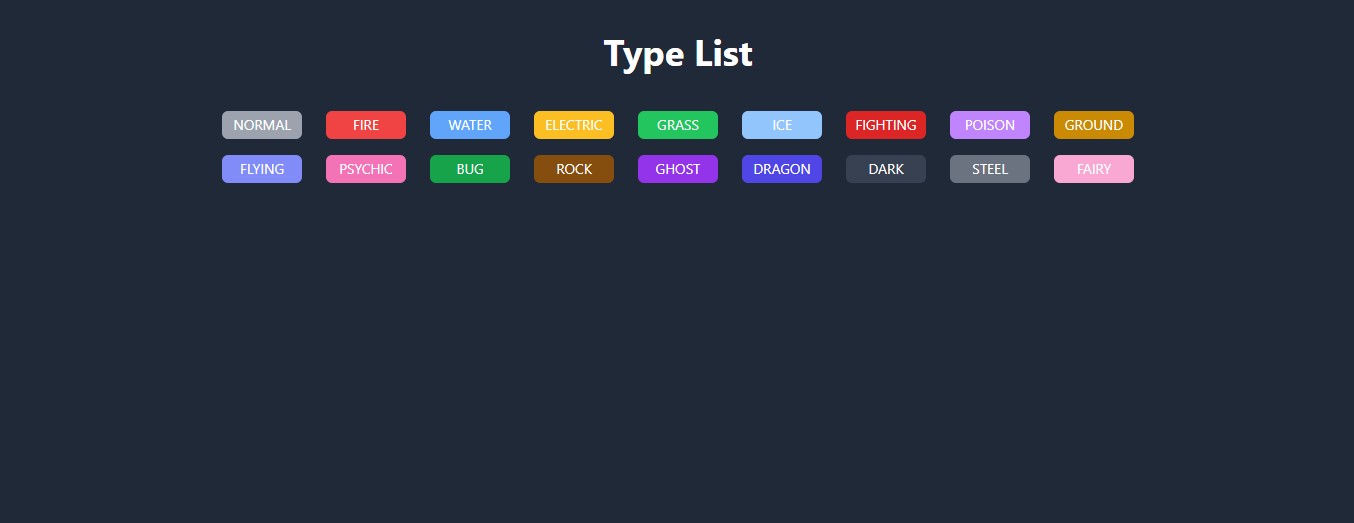 Type List
NORMAL FIRE WATER ELECTRIC GRASS ICE FIGHTING POISON GROUND
FLYING PSYCHIC BUG ROCK GHOST DRAGON DARK STEEL FAIRY